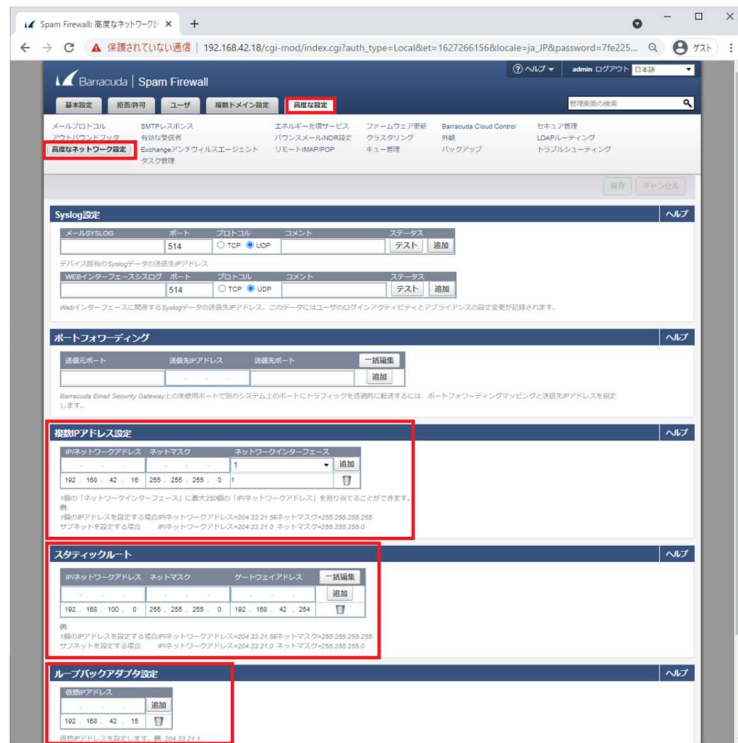 Spam Firewall: 高度なネットワーク
保護されていない通信 | 192.168.42.18/cgi-mod/index.cgi?auth_type=Local&et=1627266156&locale=ja_JP&password=7fe225... ゲスト
Barracuda | Spam Firewall ヘルプ admin ログアウト 日本語
基本設定 拒否/許可 ユーザ 複数ドメイン設定 高度な設定 管理画面の検索
メールプロトコル SMTPレスポンス エネルギー充填サービス ファームウェア更新 Barracuda Cloud Control セキュア管理
アウトバウンドフッタ 有効な受信者 バウンスメール/NDR設定 クラスタリング 外観 LDAPルーティング
高度なネットワーク設定 Exchangeアンチウィルスエージェント リモートIMAP/POP キュー管理 バックアップ トラブルシューティング
タスク管理
保存 キャンセル
Syslog設定 ヘルプ
メールSYSLOG ポート プロトコル コメント ステータス
514 TCP UDP テスト 追加
デバイス固有のSyslogデータの送信先IPアドレス
WEBインターフェースシスログ ポート プロトコル コメント ステータス
514 TCP UDP テスト 追加
Webインターフェースに関連するSyslogデータの送信先IPアドレス。このデータにはユーザのログインアクティビティとアプライアンスの設定変更が記録されます。
ポートフォワーディング ヘルプ
送信元ポート 送信先IPアドレス 送信先ポート 一括編集
追加
Barracuda Email Security Gateway上の未使用ポートで別のシステム上のポートにトラフィックを透過的に転送するには、ポートフォワーディングマッピングと送信先IPアドレスを指定
します。
複数IPアドレス設定 ヘルプ
IP/ネットワークアドレス ネットマスク ネットワークインターフェース
1 追加
192 . 168 . 42 . 16 255 . 255 . 255 . 0 1
1個の「ネットワークインターフェース」に最大250個の「IP/ネットワークアドレス」を割り当てることができます。
例:
1個のIPアドレスを設定する場合IP/ネットワークアドレス=204.33.21.56ネットマスク=255.255.255.255
サブネットを設定する場合 IP/ネットワークアドレス=204.33.21.0 ネットマスク=255.255.255.0
スタティックルート ヘルプ
IP/ネットワークアドレス ネットマスク ゲートウェイアドレス 一括編集
追加
192 . 168 . 100 . 0 255 . 255 . 255 . 0 192 . 168 . 42 . 254
例:
1個のIPアドレスを設定する場合IP/ネットワークアドレス=204.33.21.56ネットマスク=255.255.255.255
サブネットを設定する場合 IP/ネットワークアドレス=204.33.21.0 ネットマスク=255.255.255.0
ループバックアダプタ設定 ヘルプ
仮想IPアドレス
追加
192 . 168 . 42 . 15
仮想IPアドレスを設定します。例: 204.33.21.1